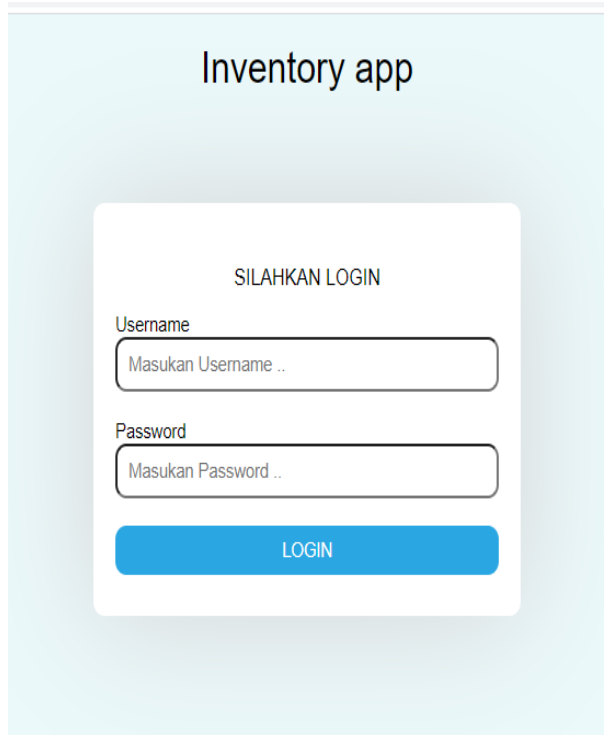 Inventory app
SILAHKAN LOGIN
Username
Masukan Username ..
Password
Masukan Password ..
LOGIN